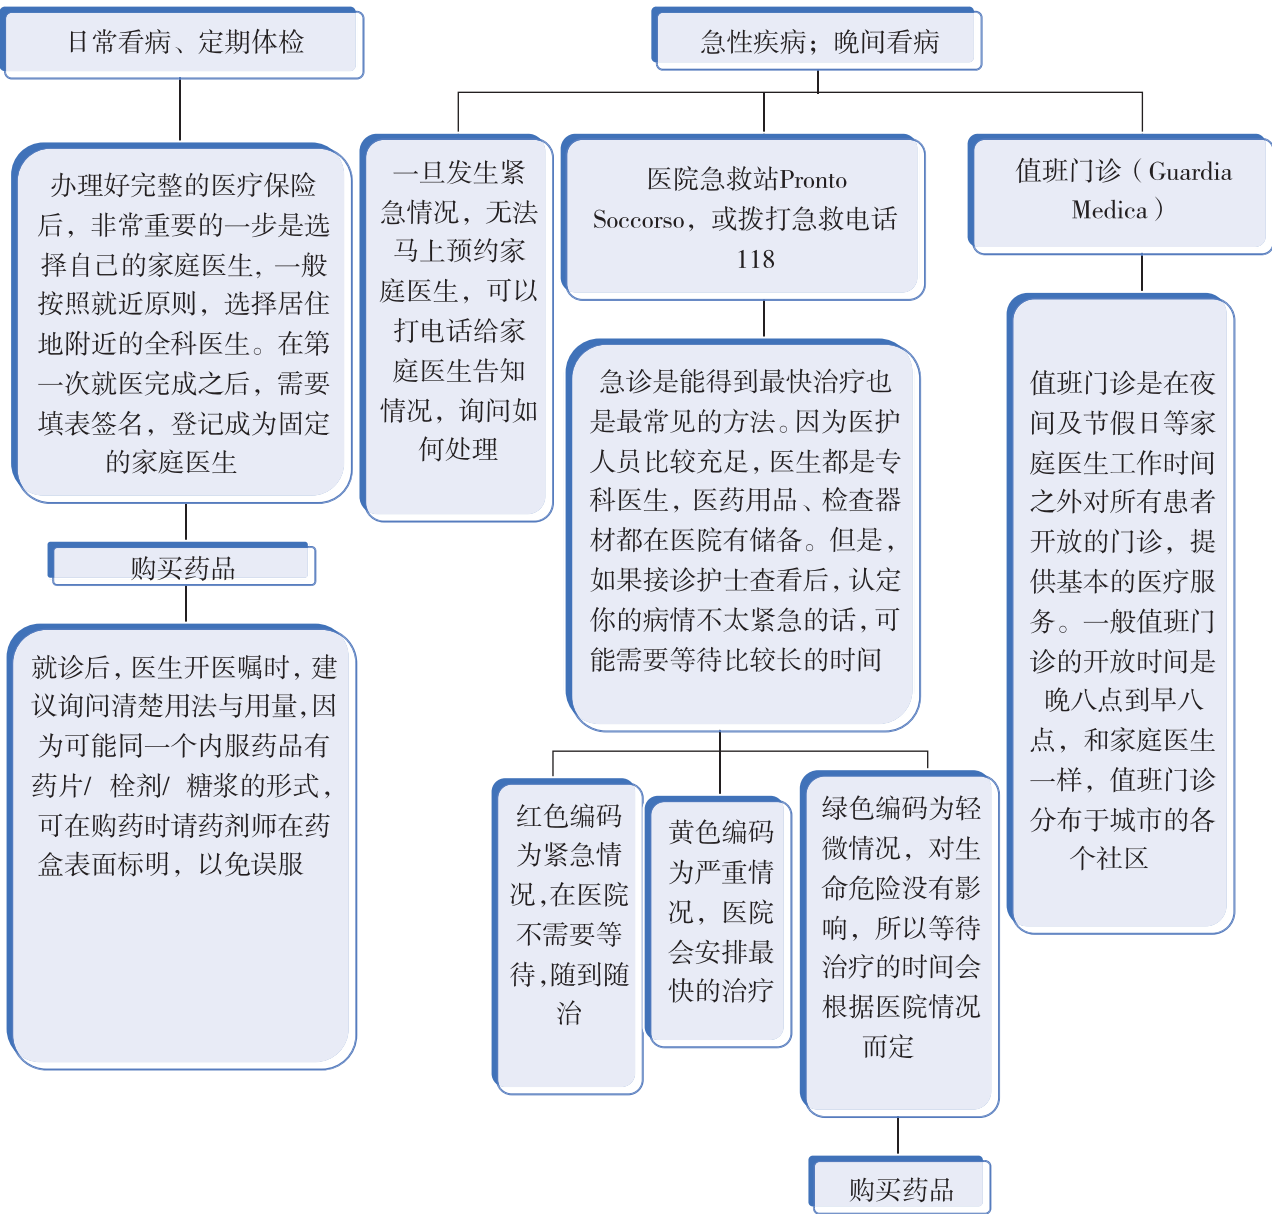 日常看病、定期体检
办理好完整的医疗保险
后，非常重要的一步是选
择自己的家庭医生，一般
按照就近原则，选择居住
地附近的全科医生。在第
一次就医完成之后，需要
填表签名，登记成为固定
的家庭医生
购买药品
就诊后，医生开医嘱时，建
议询问清楚用法与用量，因
为可能同一个内服药品有
药片/ 栓剂/ 糖浆的形式，
可在购药时请药剂师在药
盒表面标明，以免误服
急性疾病；晚间看病
一旦发生紧
急情况，无法
马上预约家
庭医生，可以
打电话给家
庭医生告知
情况，询问如
何处理
医院急救站Pronto
Soccorso，或拨打急救电话
118
急诊是能得到最快治疗也
是最常见的方法。因为医护
人员比较充足，医生都是专
科医生，医药用品、检查器
材都在医院有储备。但是，
如果接诊护士查看后，认定
你的病情不太紧急的话，可
能需要等待比较长的时间
红色编码
为紧急情
况，在医院
不需要等
待，随到随
治
黄色编码
为严重情
况，医院
会安排最
快的治疗
绿色编码为轻
微情况，对生
命危险没有影
响，所以等待
治疗的时间会
根据医院情况
而定
购买药品
值班门诊（Guardia
Medica）
值班门诊是在夜
间及节假日等家
庭医生工作时间
之外对所有患者
开放的门诊，提
供基本的医疗服
务。一般值班门
诊的开放时间是
晚八点到早八
点，和家庭医生
一样，值班门诊
分布于城市的各
个社区